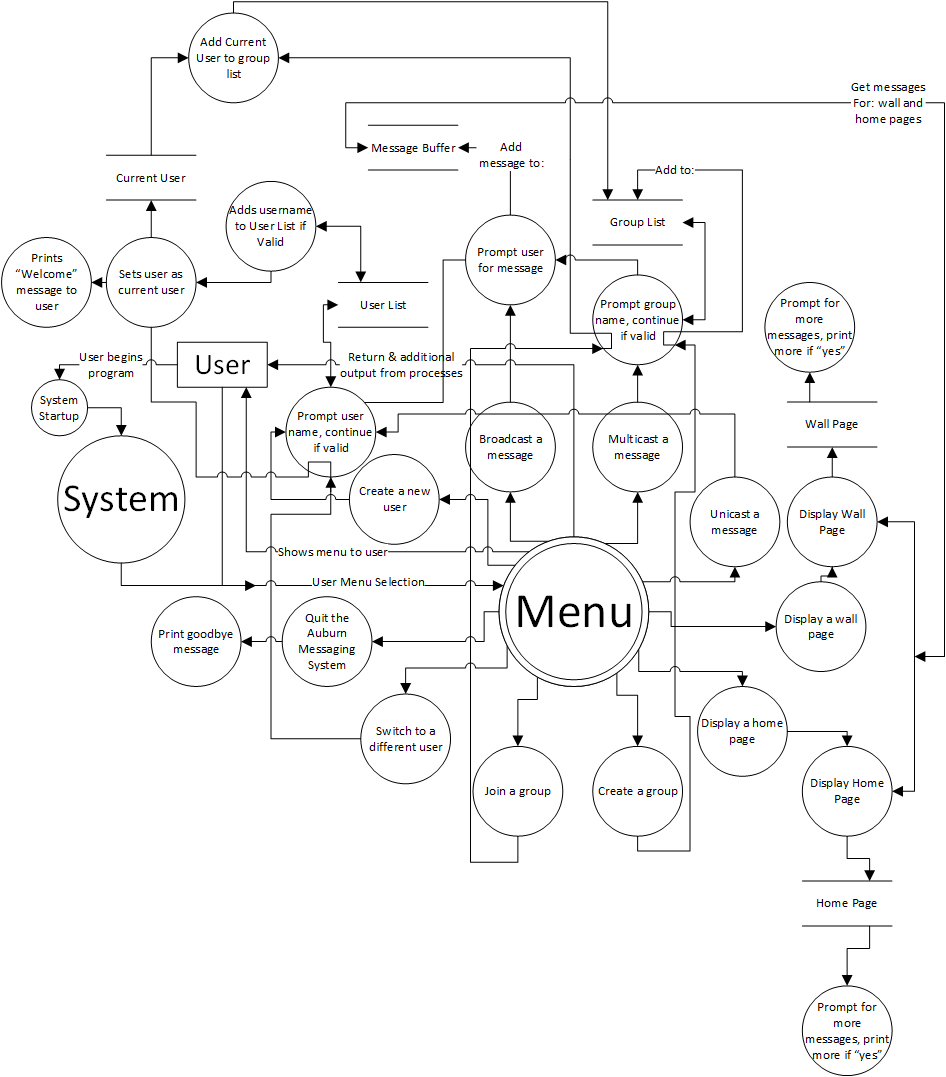 Add Current
User to group
list
Get messages
For: wall and
home pages
Message Buffer
Add
message to:
Add to:
Current User
Adds username
to User List if
Valid
Group List
Prompt user
for message
Prints
“Welcome”
message to
user
Sets user as
current user
User List
Prompt group
name, continue
if valid
Prompt for
more
messages, print
more if “yes”
User begins
program
User
Return & additional
output from processes
System
Startup
Prompt user
name, continue
if valid
Broadcast a
message
Multicast a
message
Wall Page
System
Create a new
user
Unicast a
message
Display Wall
Page
Shows menu to user
User Menu Selection
Menu
Print goodbye
message
Quit the
Auburn
Messaging
System
Display a wall
page
Switch to a
different user
Display a home
page
Join a group
Create a group
Display Home
Page
Home Page
Prompt for
more
messages, print
more if “yes”